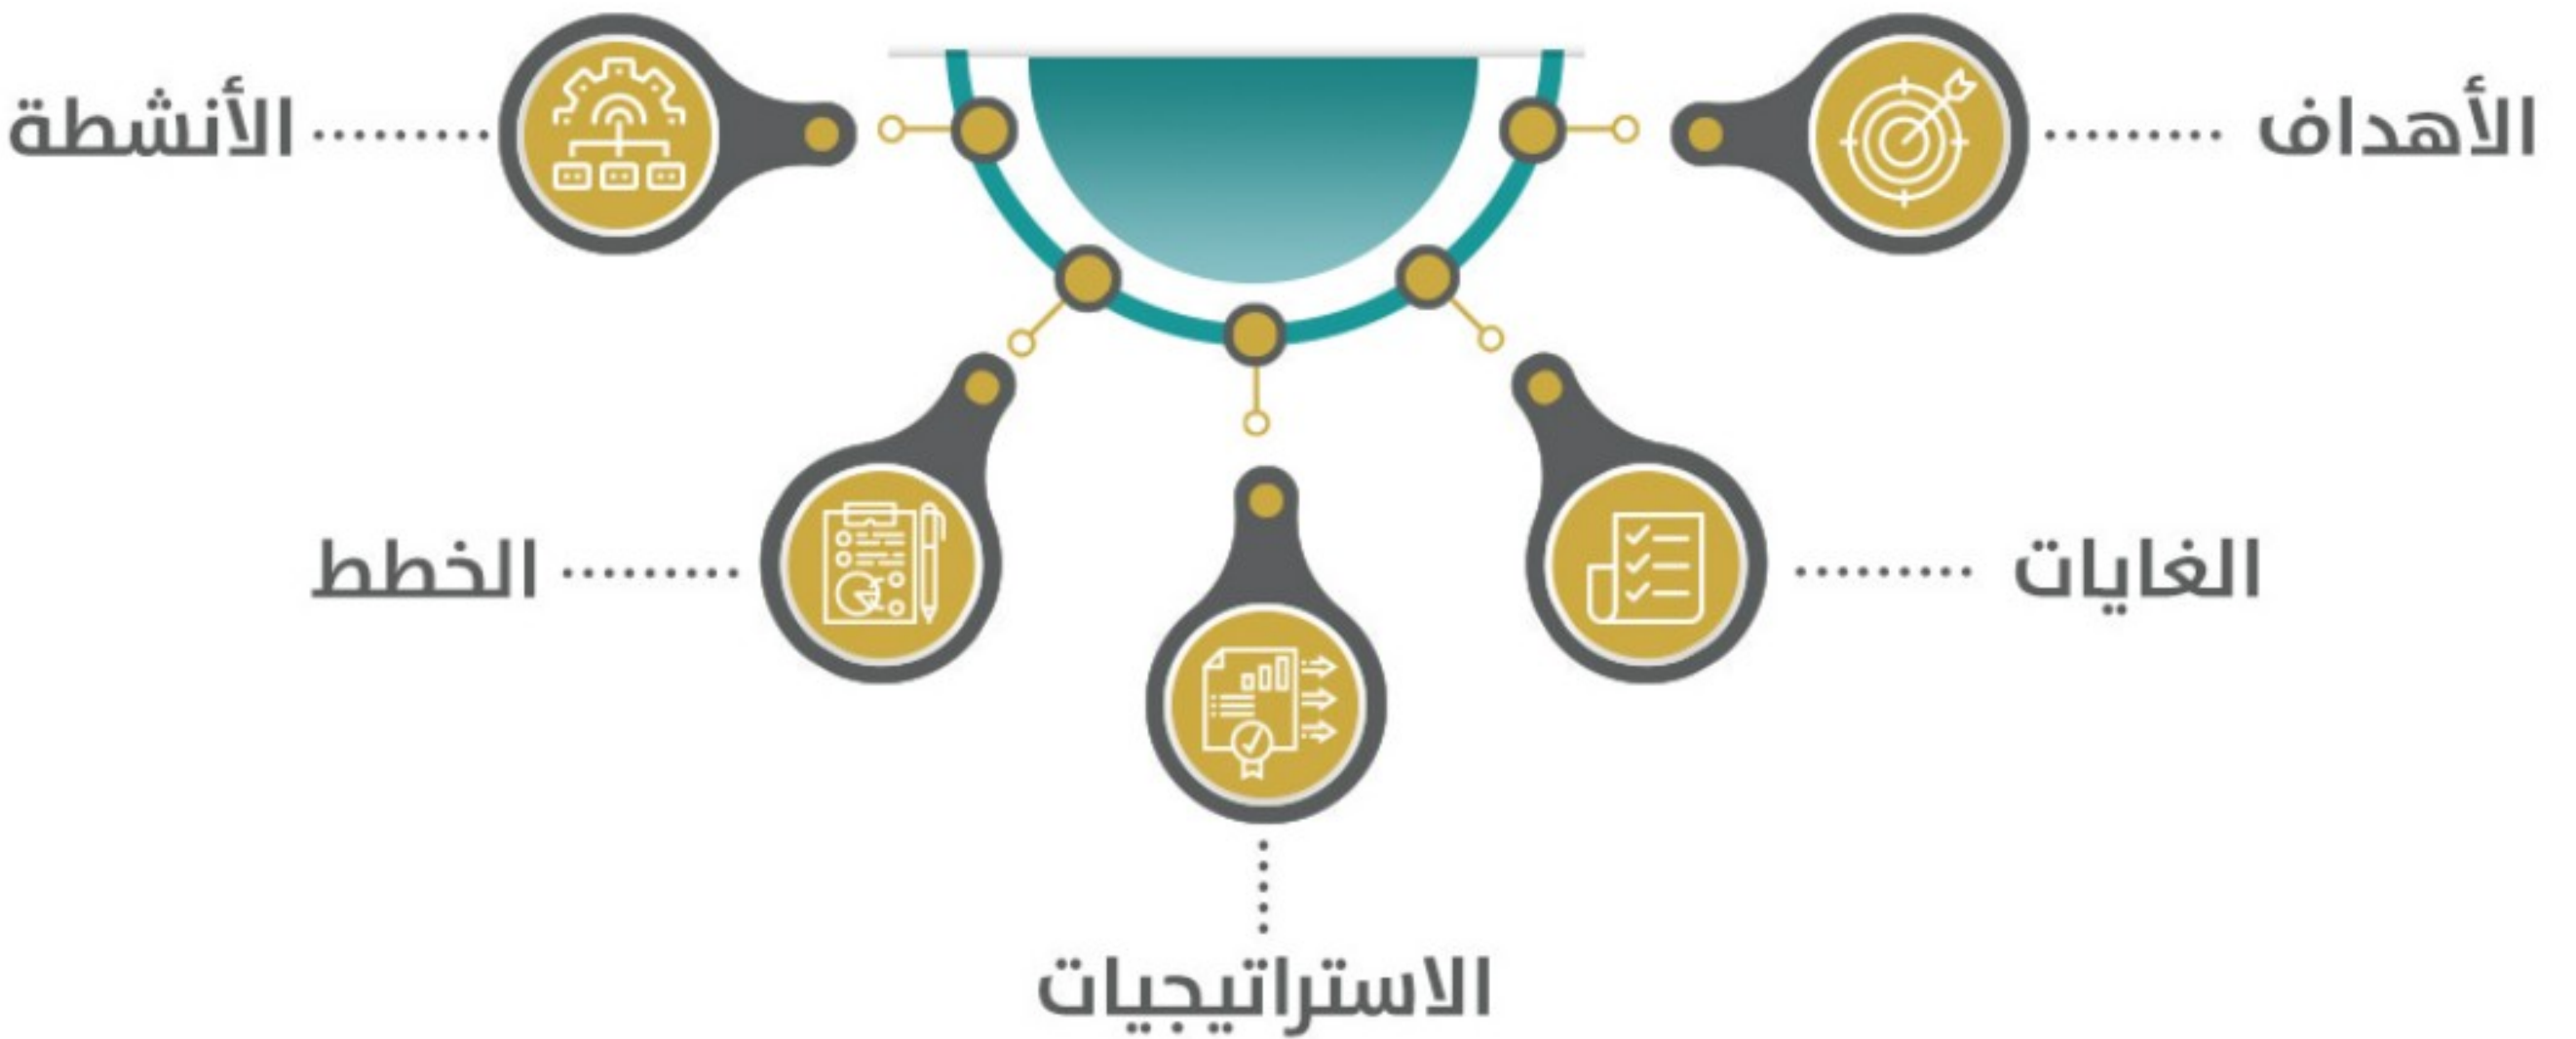 الأهداف
الغايات
الاستراتيجيات
الخطط
الأنشطة